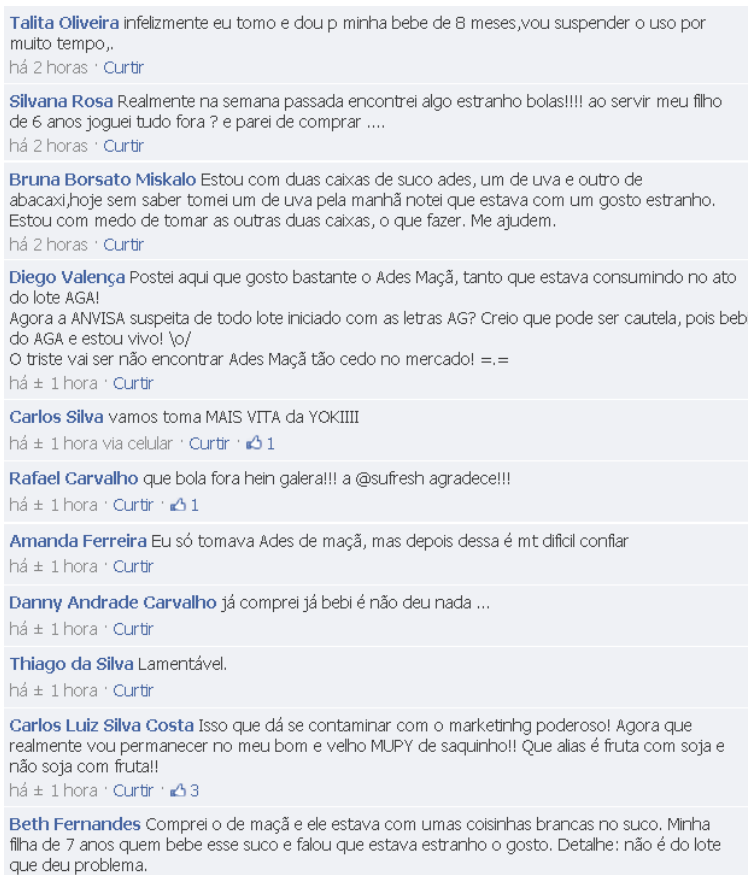 Talita Oliveira infelizmente eu tomo e dou p minha bebe de 8 meses,vou suspender o uso por
muito tempo,.
há 2 horas · Curtir
Silvana Rosa Realmente na semana passada encontrei algo estranho bolas!!!! ao servir meu filho
de 6 anos joguei tudo fora ? e parei de comprar ....
há 2 horas · Curtir
Bruna Borsato Miskalo Estou com duas caixas de suco ades, um de uva e outro de
abacaxi,hoje sem saber tomei um de uva pela manhã notei que estava com um gosto estranho.
Estou com medo de tomar as outras duas caixas, o que fazer. Me ajudem.
há 2 horas · Curtir
Diego Valença Postei aqui que gosto bastante o Ades Maçã, tanto que estava consumindo no ato
do lote AGA!
Agora a ANVISA suspeita de todo lote iniciado com as letras AG? Creio que pode ser cautela, pois beb
do AGA e estou vivo! \o/
O triste vai ser não encontrar Ades Maçã tão cedo no mercado! =.=
há ± 1 hora · Curtir
Carlos Silva vamos toma MAIS VITA da YOKIIII
há ± 1 hora via celular · Curtir · 1
Rafael Carvalho que bola fora hein galera!!! a @sufresh agradece!!!
há ± 1 hora · Curtir · 1
Amanda Ferreira Eu só tomava Ades de maçã, mas depois dessa é mt dificil confiar
há ± 1 hora · Curtir
Danny Andrade Carvalho já comprei já bebi é não deu nada ...
há ± 1 hora · Curtir
Thiago da Silva Lamentável.
há ± 1 hora · Curtir
Carlos Luiz Silva Costa Isso que dá se contaminar com o marketinhg poderoso! Agora que
realmente vou permanecer no meu bom e velho MUPY de saquinho!! Que alias é fruta com soja e
não soja com fruta!!
há ± 1 hora · Curtir · 3
Beth Fernandes Comprei o de maçã e ele estava com umas coisinhas brancas no suco. Minha
filha de 7 anos quem bebe esse suco e falou que estava estranho o gosto. Detalhe: não é do lote
que deu problema.